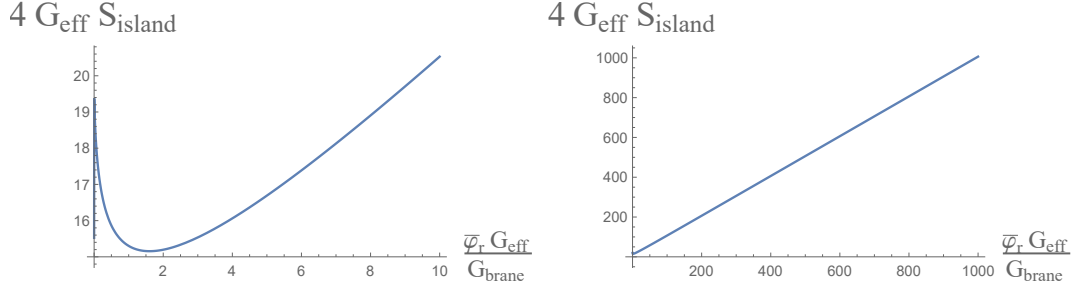 4 G_eff S_island
20
19
18
17
16
2 4 6 8 10
φ̅_r G_eff
G_brane
4 G_eff S_island
1000
800
600
400
200
200 400 600 800 1000
φ̅_r G_eff
G_brane